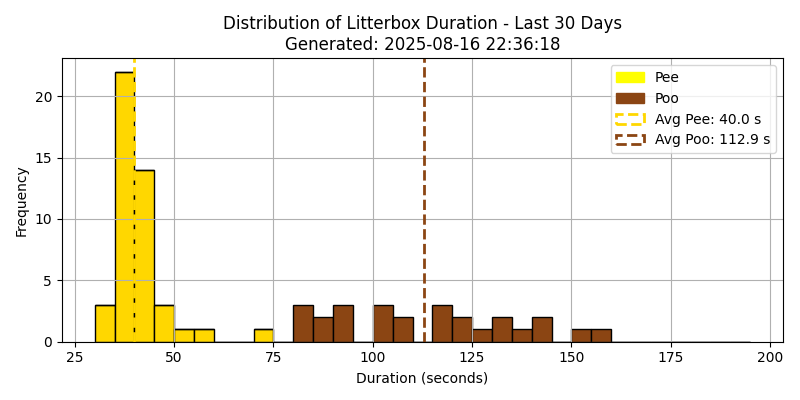 Distribution of Litterbox Duration - Last 30 Days
Generated: 2025-08-16 22:36:18
Pee
Poo
Avg Pee: 40.0 s
Avg Poo: 112.9 s
Frequency
20
15
10
5
0
25
50
75
100
125
150
175
200
Duration (seconds)